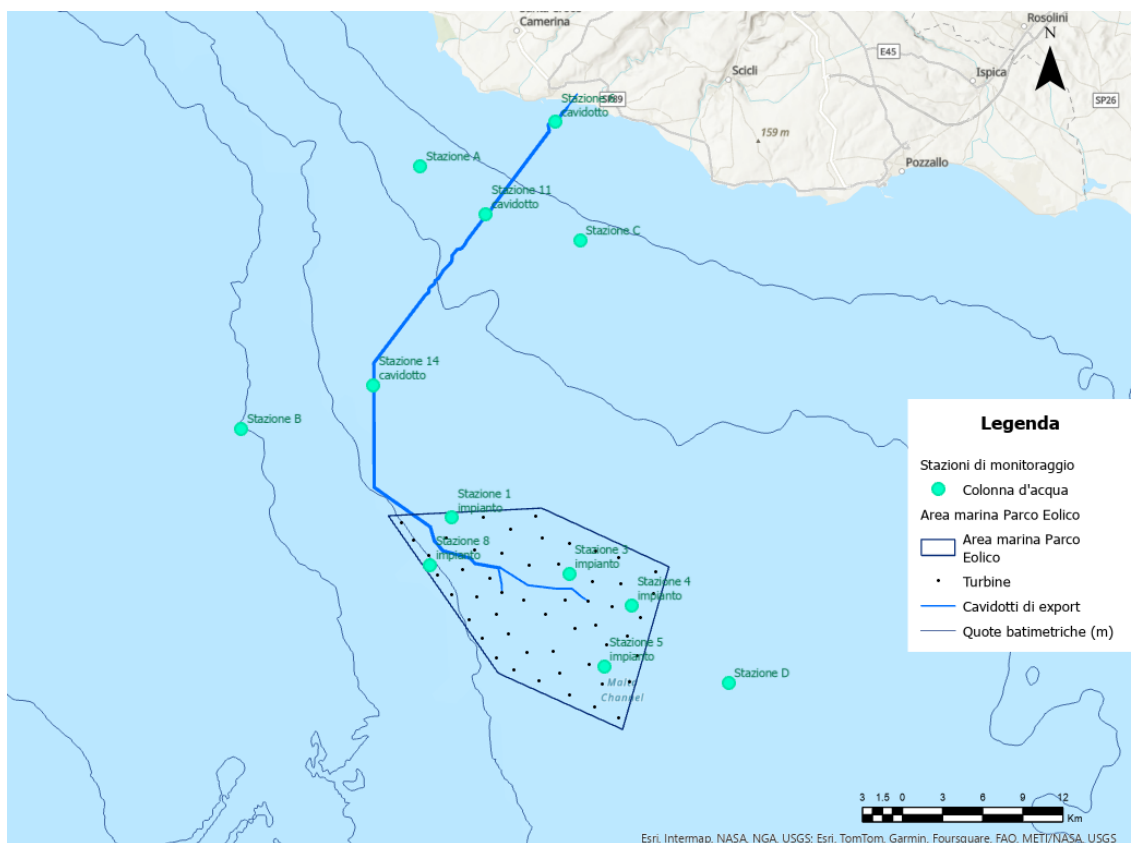 Camerina
Rosolini
N
E45
Ispica
Scicli
SP26
Stazione 6
cavidotto
159 m
Pozzallo
Stazione A
Stazione 11
cavidotto
Stazione C
Stazione 14
cavidotto
Stazione B
Stazione 1
impianto
Stazione 8
impianto
Stazione 3
impianto
Stazione 4
impianto
Stazione 5
impianto
Malta
Channel
Stazione D
Legenda
Stazioni di monitoraggio
Colonna d'acqua
Area marina Parco Eolico
Area marina Parco
Eolico
Turbine
Cavidotti di export
Quote batimetriche (m)
3 1.5 0 3 6 9 12
Km
Esri, Intermap, NASA, NGA, USGS; Esri, TomTom, Garmin, Foursquare, FAO, METI/NASA, USGS